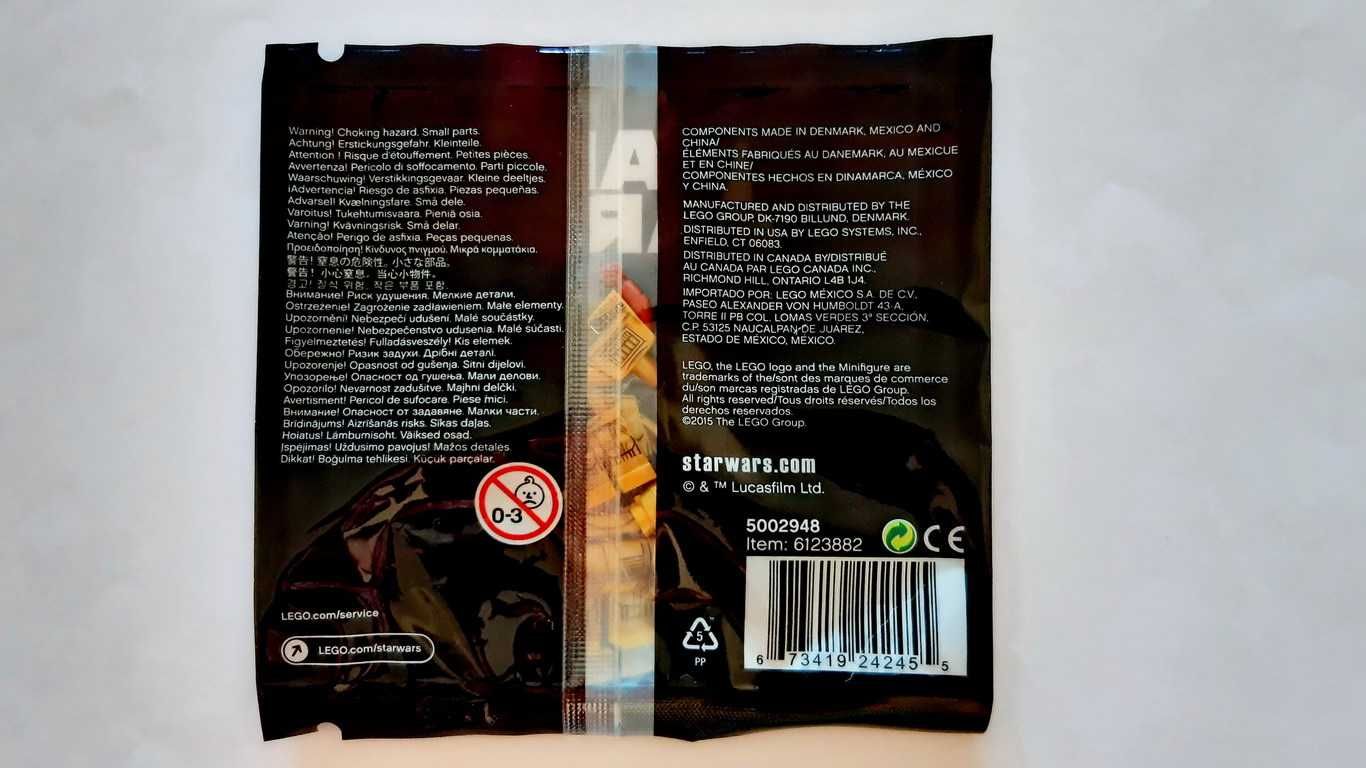 Warning! Choking hazard. Small parts.
Achtung! Erstickungsgefahr. Kleinteile.
Attention ! Risque d'étouffement. Petites pièces.
Avvertenza! Pericolo di soffocamento. Parti piccole.
Waarschuwing! Verstikkingsgevaar. Kleine deeltjes.
¡Advertencia! Riesgo de asfixia. Piezas pequeñas.
Advarsel! Kvælningsfare. Små dele.
Varoitus! Tukehtumisvaara. Pieniä osia.
Varning! Kvävningsrisk. Små delar.
Atenção! Perigo de asfixia. Peças pequenas.
Προειδοποίηση! Κίνδυνος πνιγμού. Μικρά κομματάκια.
警告! 窒息の危険性。小さな部品。
警告! 小心窒息。当心小物件。
경고! 질식 위험. 작은 부품 포함.
Внимание! Риск удушения. Мелкие детали.
Ostrzeżenie! Zagrożenie zadławieniem. Małe elementy.
Upozornění! Nebezpečí udušení. Malé součástky.
Upozornenie! Nebezpečenstvo udusenia. Malé súčasti.
Figyelmeztetés! Fulladásveszély! Kis elemek.
Обережно! Ризик задухи. Дрібні деталі.
Upozorenje! Opasnost od gušenja. Sitni dijelovi.
Упозорење! Опасност од гушења. Мали делови.
Opozorilo! Nevarnost zadušitve. Majhni delčki.
Avertisment! Pericol de sufocare. Piese mici.
Внимание! Опасност от задавяне. Малки части.
Brīdinājums! Aizrīšanās risks. Sīkas daļas.
Hoiatus! Lämbumisoht. Väiksed osad.
Įspėjimas! Uždusimo pavojus! Mažos detalės.
Dikkat! Boğulma tehlikesi. Küçük parçalar.
0-3
LEGO.com/service
LEGO.com/starwars
COMPONENTS MADE IN DENMARK, MEXICO AND
CHINA/
ÉLÉMENTS FABRIQUÉS AU DANEMARK, AU MEXIQUE
ET EN CHINE/
COMPONENTES HECHOS EN DINAMARCA, MÉXICO
Y CHINA.
MANUFACTURED AND DISTRIBUTED BY THE
LEGO GROUP, DK-7190 BILLUND, DENMARK.
DISTRIBUTED IN USA BY LEGO SYSTEMS, INC.,
ENFIELD, CT 06083.
DISTRIBUTED IN CANADA BY/DISTRIBUÉ
AU CANADA PAR LEGO CANADA INC.,
RICHMOND HILL, ONTARIO L4B 1J4.
IMPORTADO POR: LEGO MÉXICO S.A. DE C.V.,
PASEO ALEXANDER VON HUMBOLDT 43-A,
TORRE II PB COL. LOMAS VERDES 3ª SECCIÓN,
C.P. 53125 NAUCALPAN DE JUÁREZ,
ESTADO DE MÉXICO, MÉXICO.
LEGO, the LEGO logo and the Minifigure are
trademarks of the/sont des marques de commerce
du/son marcas registradas de LEGO Group.
All rights reserved/Tous droits réservés/Todos los
derechos reservados.
©2015 The LEGO Group.
starwars.com
© & ™ Lucasfilm Ltd.
5002948
Item: 6123882
CE
5
PP
6 73419 24245 5